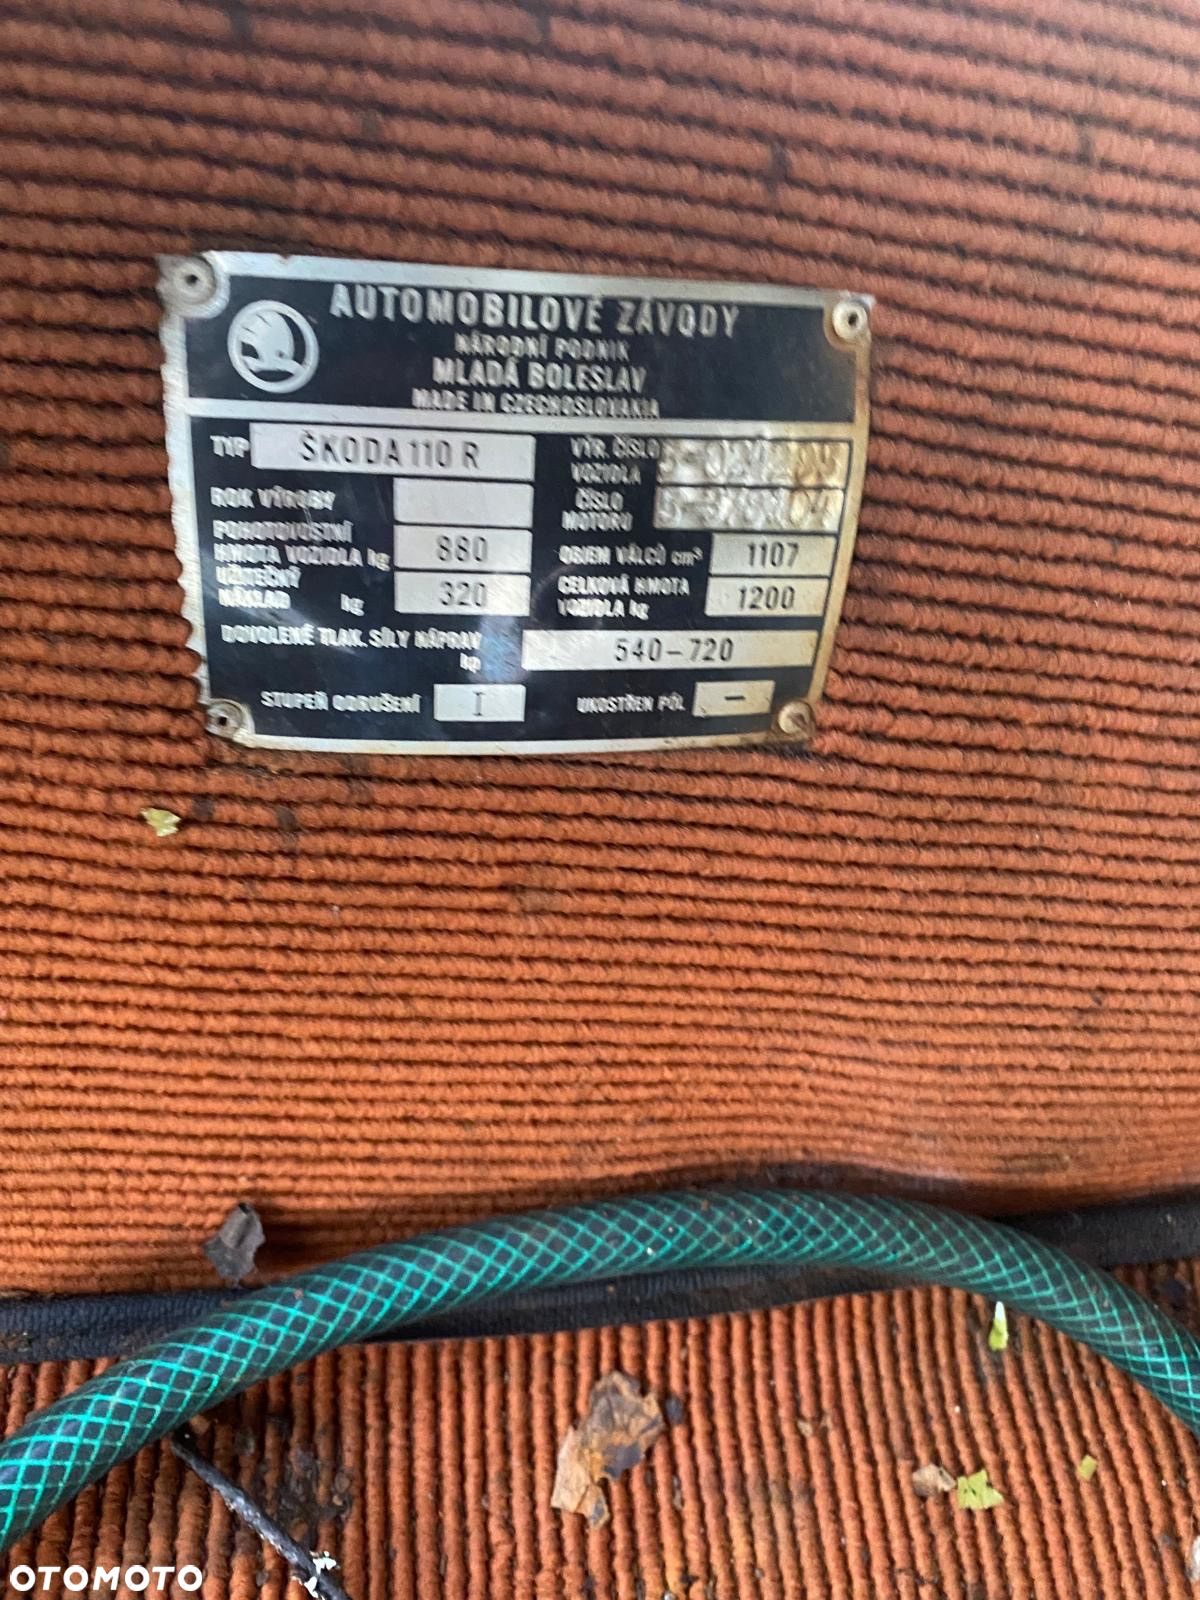 AUTOMOBILOVÉ ZÁVODY
NÁRODNÍ PODNIK
MLADÁ BOLESLAV
MADE IN CZECHOSLOVAKIA
TYP ŠKODA 110 R
VÝR. ČÍSLO
VOZIDLA
ROK VÝROBY
ČÍSLO
MOTORU
POHOTOVOSTNÍ
HMOTA VOZIDLA kg 880
OBJEM VÁLCŮ cm³ 1107
UŽITEČNÝ
NÁKLAD kg 320
CELKOVÁ HMOTA
VOZIDLA kg 1200
DOVOLENÉ TLAK. SÍLY NÁPRAV
kp 540-720
STUPEŇ ODRUŠENÍ I
UKOSTŘEN PÓL −
OTOMOTO